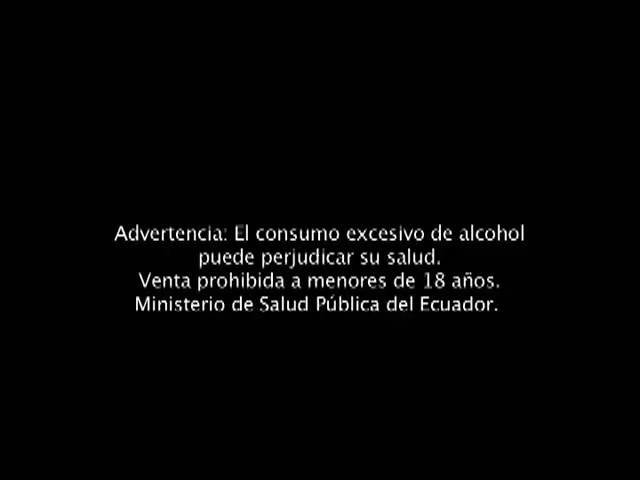 Advertencia: El consumo excesivo de alcohol
puede perjudicar su salud.
Venta prohibida a menores de 18 años.
Ministerio de Salud Pública del Ecuador.